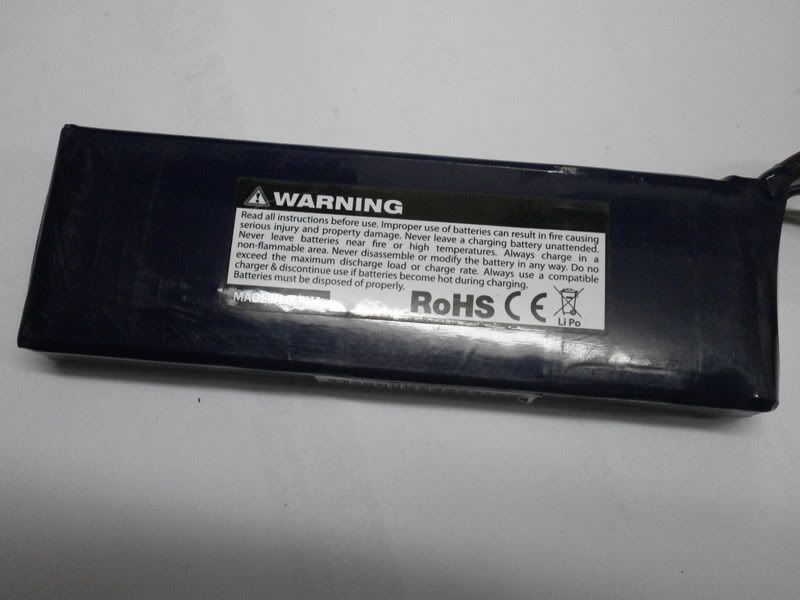 WARNING
Read all instructions before use. Improper use of batteries can result in fire causing
serious injury and property damage. Never leave a charging battery unattended.
Never leave batteries near fire or high temperatures. Always charge in a
non-flammable area. Never disassemble or modify the battery in any way. Do no
exceed the maximum discharge load or charge rate. Always use a compatible
charger & discontinue use if batteries become hot during charging.
Batteries must be disposed of properly.
MADE IN CHINA
RoHS CE
Li Po